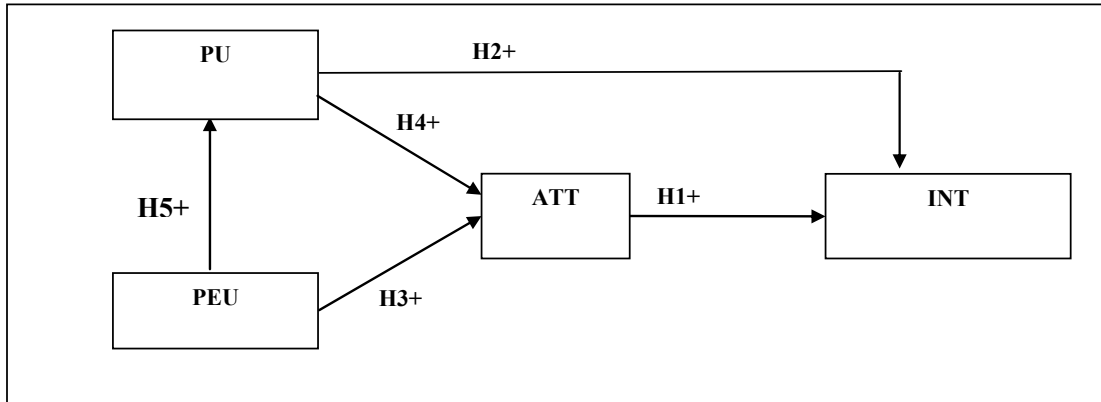 PU
H2+
H4+
ATT
H1+
INT
H5+
PEU
H3+